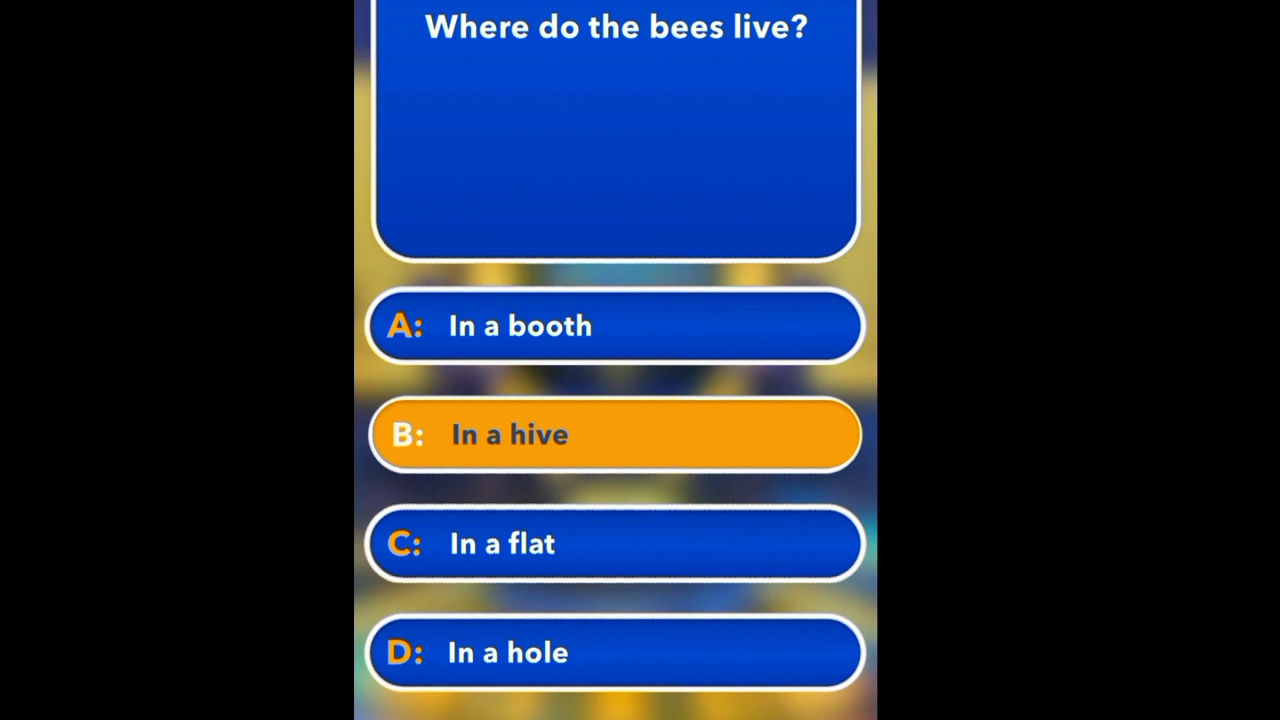 Where do the bees live?
A: In a booth
B: In a hive
C: In a flat
D: In a hole